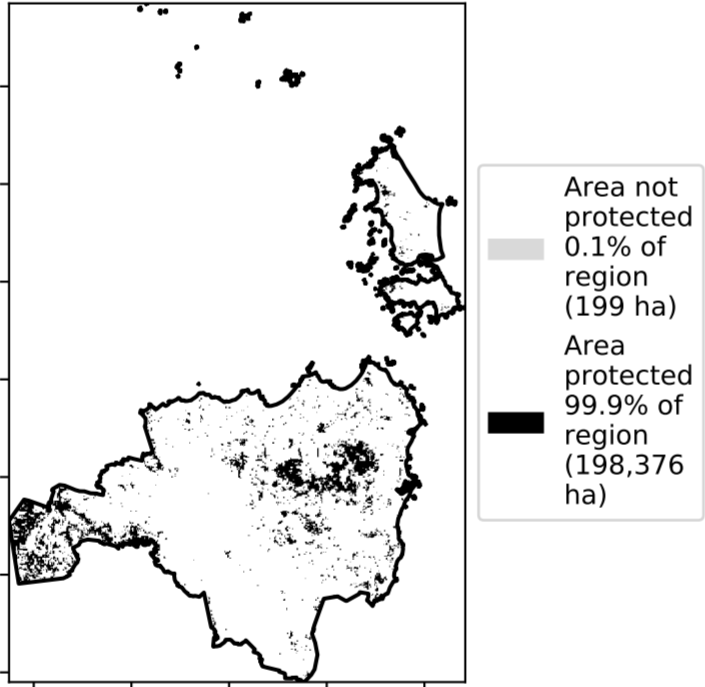 Area not
protected
0.1% of
region
(199 ha)
Area
protected
99.9% of
region
(198,376
ha)